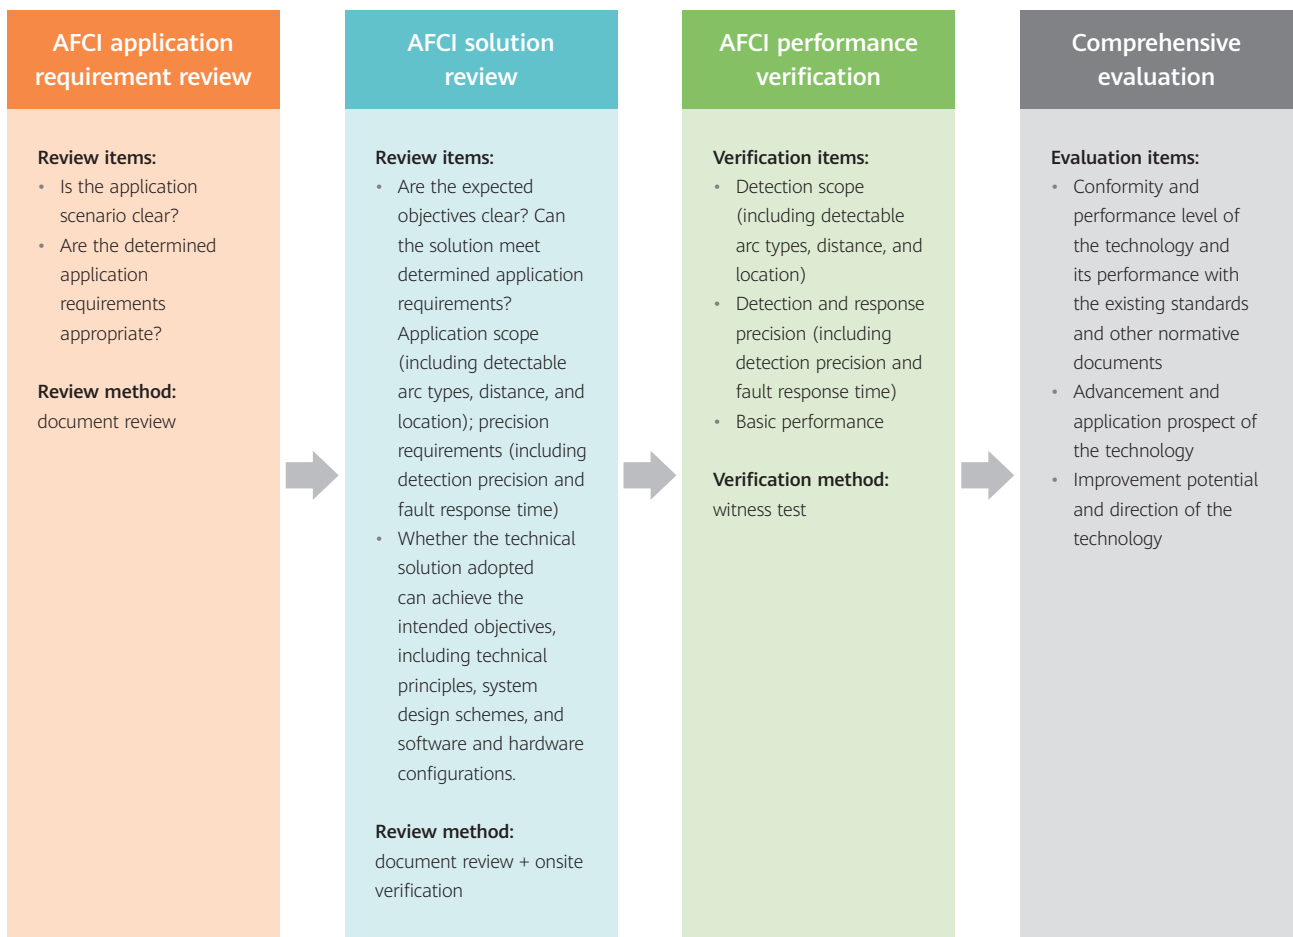 AFCI application
requirement review
Review items:
• Is the application
scenario clear?
• Are the determined
application
requirements
appropriate?
Review method:
document review
AFCI solution
review
Review items:
• Are the expected
objectives clear? Can
the solution meet
determined application
requirements?
Application scope
(including detectable
arc types, distance, and
location); precision
requirements (including
detection precision and
fault response time)
• Whether the technical
solution adopted
can achieve the
intended objectives,
including technical
principles, system
design schemes, and
software and hardware
configurations.
Review method:
document review + onsite
verification
AFCI performance
verification
Verification items:
• Detection scope
(including detectable
arc types, distance, and
location)
• Detection and response
precision (including
detection precision and
fault response time)
• Basic performance
Verification method:
witness test
Comprehensive
evaluation
Evaluation items:
• Conformity and
performance level of
the technology and
its performance with
the existing standards
and other normative
documents
• Advancement and
application prospect of
the technology
• Improvement potential
and direction of the
technology